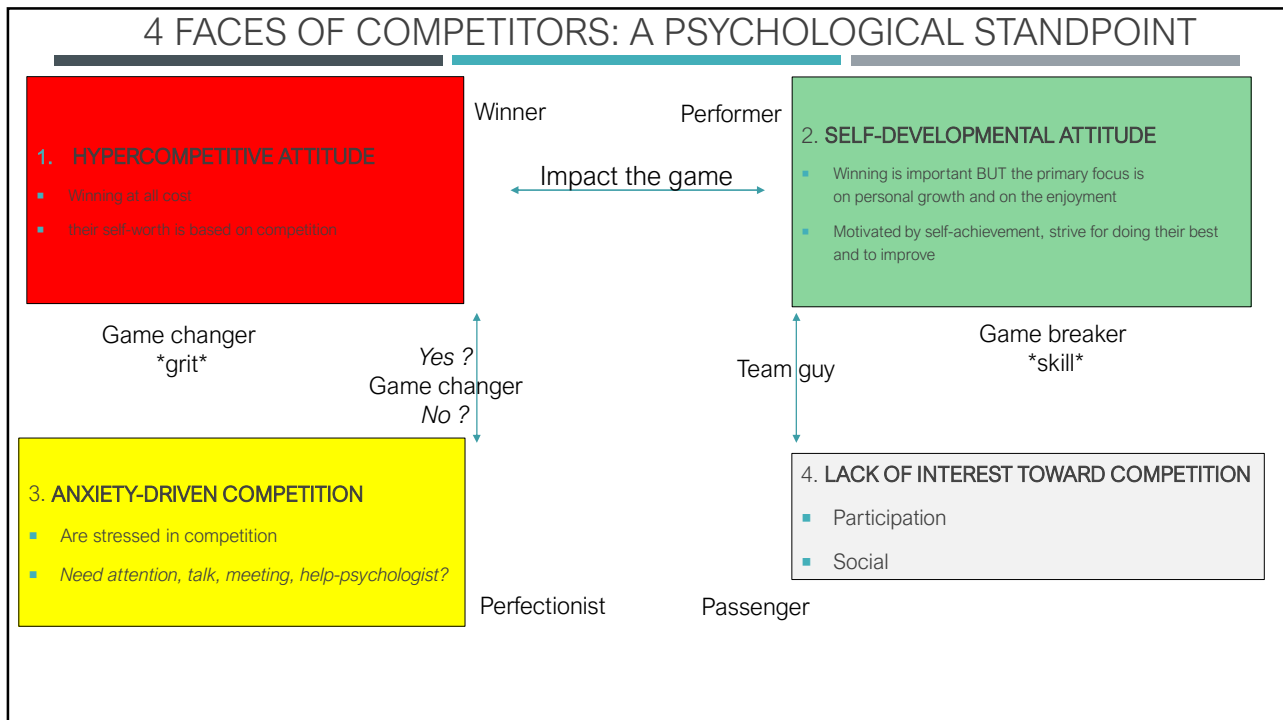 4 FACES OF COMPETITORS: A PSYCHOLOGICAL STANDPOINT
1. HYPERCOMPETITIVE ATTITUDE
▪ Winning at all cost
▪ their self-worth is based on competition
Winner
Performer
Impact the game
2. SELF-DEVELOPMENTAL ATTITUDE
▪ Winning is important BUT the primary focus is
on personal growth and on the enjoyment
▪ Motivated by self-achievement, strive for doing their best
and to improve
Game changer
*grit*
Yes ?
Game changer
No ?
Team guy
Game breaker
*skill*
3. ANXIETY-DRIVEN COMPETITION
▪ Are stressed in competition
▪ Need attention, talk, meeting, help-psychologist?
Perfectionist
Passenger
4. LACK OF INTEREST TOWARD COMPETITION
▪ Participation
▪ Social